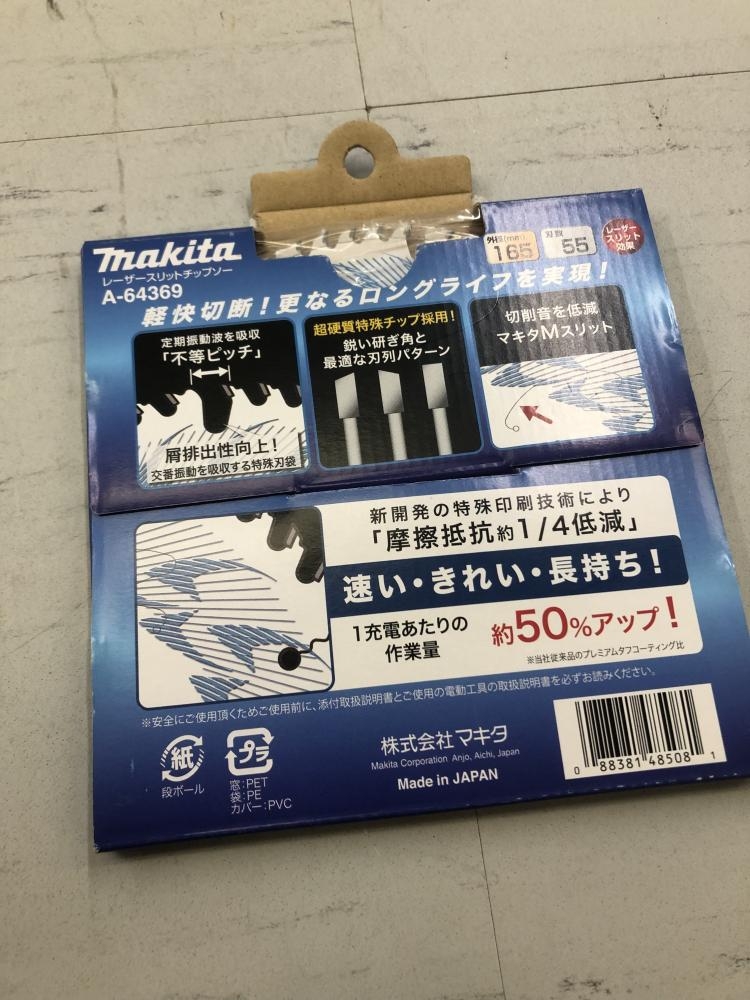 makita
レーザースリットチップソー
A-64369
外径(mm)
165
刃数
55
レーザー
スリット
効果
軽快切断！更なるロングライフを実現！
定期振動波を吸収
「不等ピッチ」
屑排出性向上！
交番振動を吸収する特殊刃袋
超硬質特殊チップ採用！
鋭い研ぎ角と
最適な刃列パターン
切削音を低減
マキタMスリット
新開発の特殊印刷技術により
「摩擦抵抗約1/4低減」
速い・きれい・長持ち！
1充電あたりの
作業量
約50%アップ！
※当社従来品のプレミアムタフコーティング比
※安全にご使用頂くためご使用前に、添付取扱説明書とご使用の電動工具の取扱説明書を必ずお読みください。
紙
段ボール
プラ
窓：PET
袋：PE
カバー：PVC
株式会社マキタ
Makita Corporation Anjo, Aichi, Japan
Made in JAPAN
0 88381 48508 1